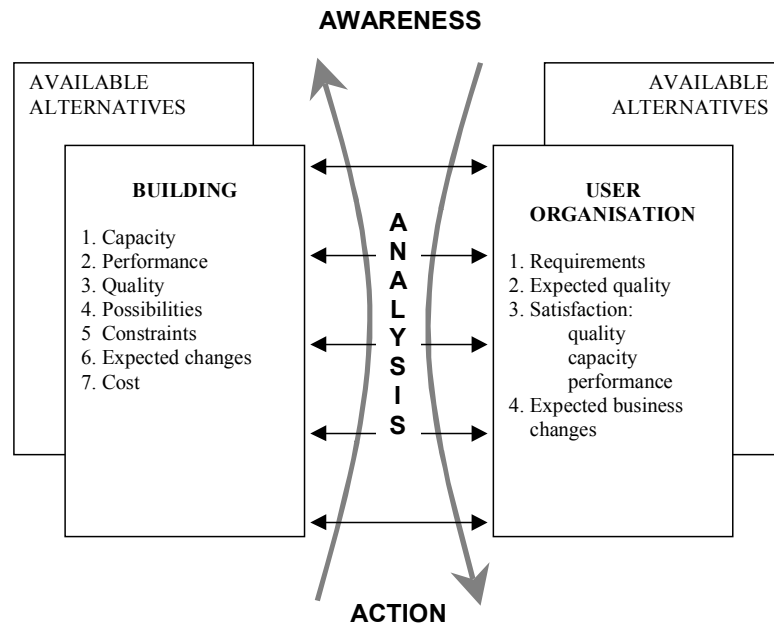 AWARENESS
AVAILABLE
ALTERNATIVES
BUILDING
1. Capacity
2. Performance
3. Quality
4. Possibilities
5 Constraints
6. Expected changes
7. Cost
ANALYSIS
AVAILABLE
ALTERNATIVES
USER
ORGANISATION
1. Requirements
2. Expected quality
3. Satisfaction:
quality
capacity
performance
4. Expected business
changes
ACTION